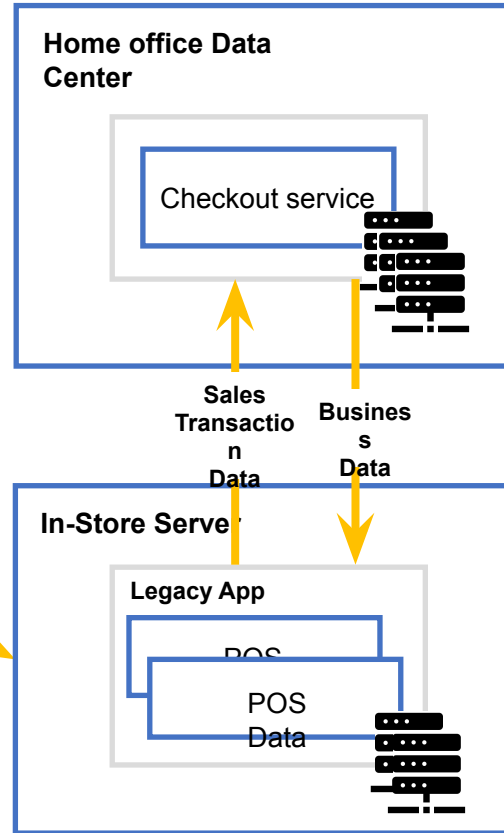 Home office Data
Center
Checkout service
Sales
Transactio
n
Data
Busines
s
Data
In-Store Server
Legacy App
POS
POS
Data